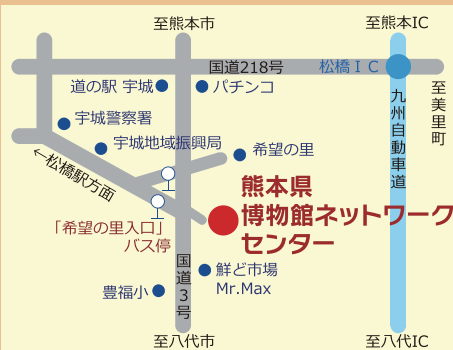 至熊本市
至熊本IC
国道218号
松橋ＩＣ
道の駅 宇城
パチンコ
至美里町
九州自動車道
宇城警察署
宇城地域振興局
希望の里
←松橋駅方面
熊本県
博物館ネットワーク
センター
「希望の里入口」
バス停
国道3号
鮮ど市場
Mr.Max
豊福小
至八代市
至八代IC